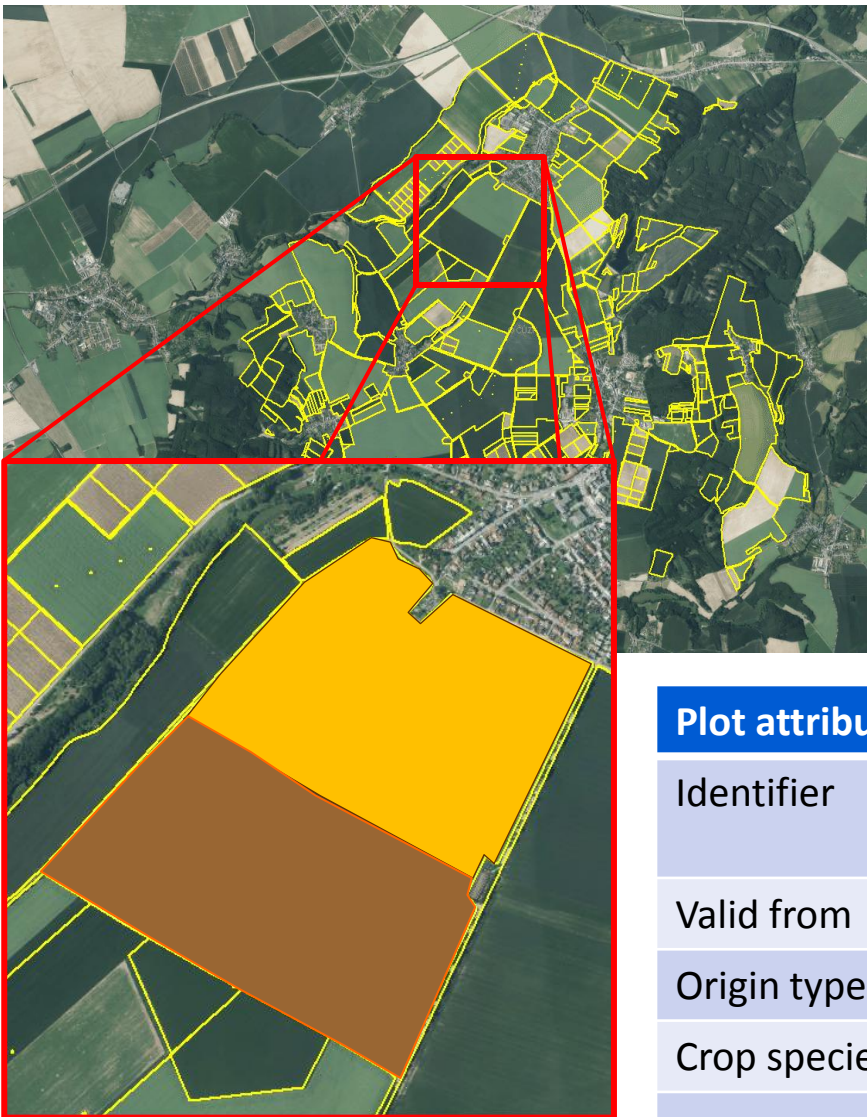 Plot attribu
Identifier
Valid from
Origin type
Crop specie